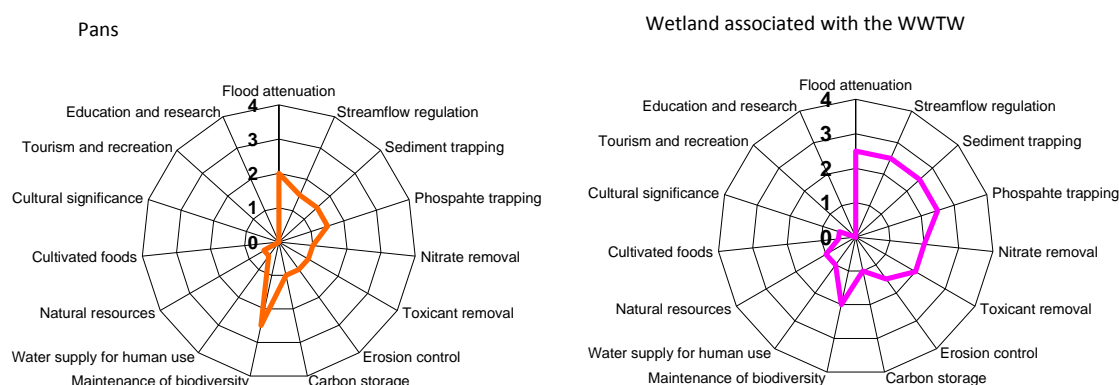 Pans
Flood attenuation
Streamflow regulation
Sediment trapping
Phospahte trapping
Nitrate removal
Toxicant removal
Erosion control
Carbon storage
Maintenance of biodiversity
Water supply for human use
Natural resources
Cultivated foods
Cultural significance
Tourism and recreation
Education and research
4
3
2
1
0
Wetland associated with the WWTW
Flood attenuation
Streamflow regulation
Sediment trapping
Phospahte trapping
Nitrate removal
Toxicant removal
Erosion control
Carbon storage
Maintenance of biodiversity
Water supply for human use
Natural resources
Cultivated foods
Cultural significance
Tourism and recreation
Education and research
4
3
2
1
0